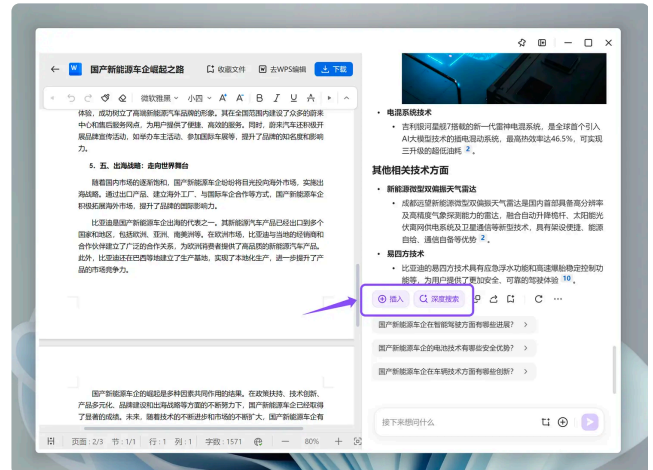 国产新能源车企崛起之路
收藏文件
去WPS编辑
下载
微软雅黑
小四
体验，成功树立了高端新能源汽车品牌的形象。其在全国范围内建设了众多的蔚来
中心和售后服务网点，为用户提供了便捷、高效的服务。同时，蔚来汽车还积极开
展品牌宣传活动，如举办车主活动、参加国际车展等，提升了品牌的知名度和影响
力。
5. 五、出海战略：走向世界舞台
随着国内市场的逐渐饱和，国产新能源车企纷纷将目光投向海外市场，实施出
海战略。通过出口产品、建立海外工厂、与国际车企合作等方式，国产新能源车企
积极拓展海外市场，提升了品牌的国际影响力。
比亚迪是国产新能源车企出海的代表之一。其新能源汽车产品已经出口到多个
国家和地区，包括欧洲、亚洲、南美洲等。在欧洲市场，比亚迪与当地的经销商和
合作伙伴建立了广泛的合作关系，为欧洲消费者提供了高品质的新能源汽车产品。
此外，比亚迪还在巴西等地建立了生产基地，实现了本地化生产，进一步提升了产
品的市场竞争力。
国产新能源车企的崛起是多种因素共同作用的结果。在政策扶持、技术创新、
产品多元化、品牌建设和出海战略等方面的不断努力下，国产新能源车企已经取得
了显著的成绩。未来，随着技术的不断进步和市场的不断扩大，国产新能源车企有
页面：2/3 节：1/1 行：1 列：1 字数：1571 80%
电混系统技术
吉利银河星舰7搭载的新一代雷神电混系统，是全球首个引入
AI大模型技术的插电混动系统，最高热效率达46.5%，可实现
三升级的超低油耗 2 。
其他相关技术方面
新能源微型双偏振天气雷达
成都远望新能源微型双偏振天气雷达是国内首部具备高分辨率
及高精度气象探测能力的雷达，融合自动升降桅杆、太阳能光
伏离网供电系统及卫星通信等新型技术，具有架设便捷、能源
自给、通信自备等优势 2 。
易四方技术
比亚迪的易四方技术具有应急浮水功能和高速爆胎稳定控制功
能等，为用户提供了更加安全、可靠的驾驶体验 10 。
插入
深度搜索
国产新能源车企在智能驾驶方面有哪些进展？
国产新能源车企的电池技术有哪些安全优势？
国产新能源车企在车辆技术方面有哪些创新？
接下来想问什么